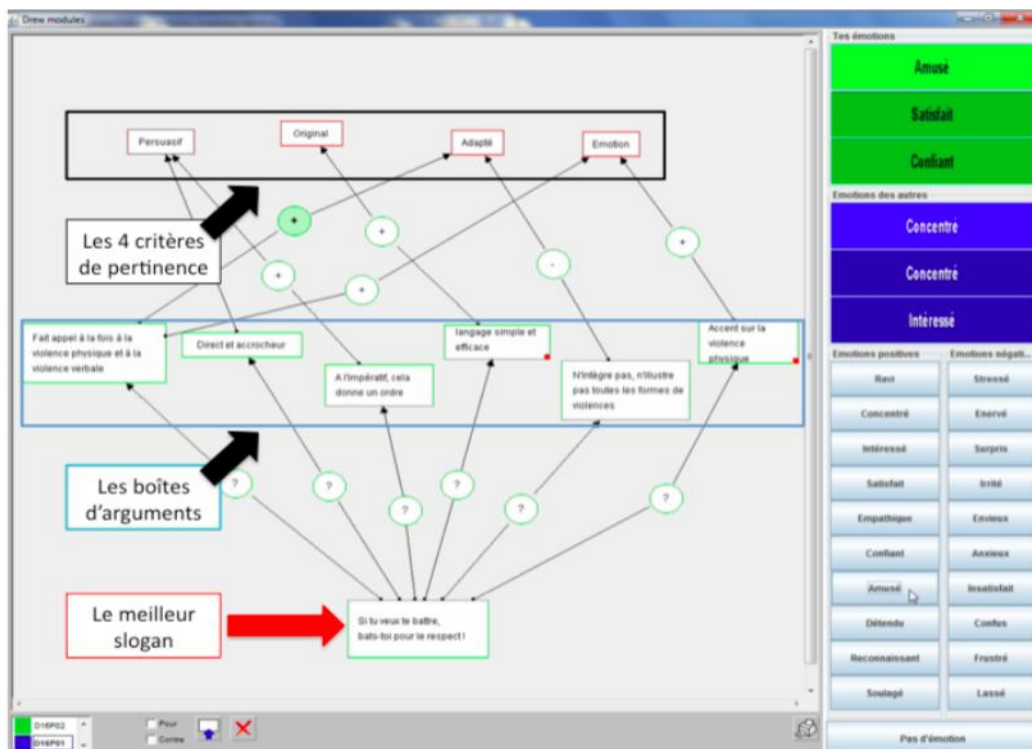 Drew modules
Persuasif
Original
Adapté
Emotion
Les 4 critères
de pertinence
+
+
+
+
-
+
Fait appel à la fois à la
violence physique et à la
violence verbale
Direct et accrocheur
A l'impératif, cela
donne un ordre
langage simple et
efficace
N'intègre pas, n'illustre
pas toutes les formes de
violences
Accent sur la
violence
physique
Les boîtes
d'arguments
?
?
?
?
?
?
Le meilleur
slogan
Si tu veux te battre,
bats-toi pour le respect !
D16P02
D16P01
Pour
Contre
Tes émotions
Amusé
Satisfait
Confiant
Emotions des autres
Concentré
Concentré
Intéressé
Emotions positives Emotions négati...
Ravi Stressé
Concentré Enervé
Intéressé Surpris
Satisfait Irrité
Empathique Envieux
Confiant Anxieux
Amusé Insatisfait
Détendu Confus
Reconnaissant Frustré
Soulagé Lassé
Pas d'émotion